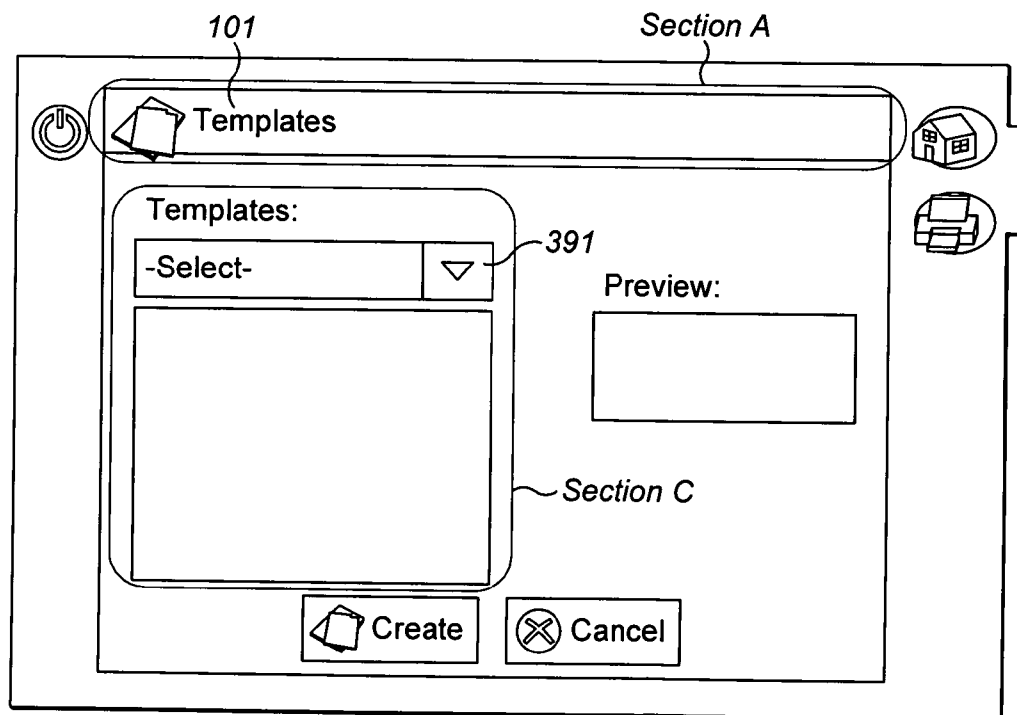 101
Section A
Templates
Templates:
-Select-
391
Preview:
Section C
Create
Cancel